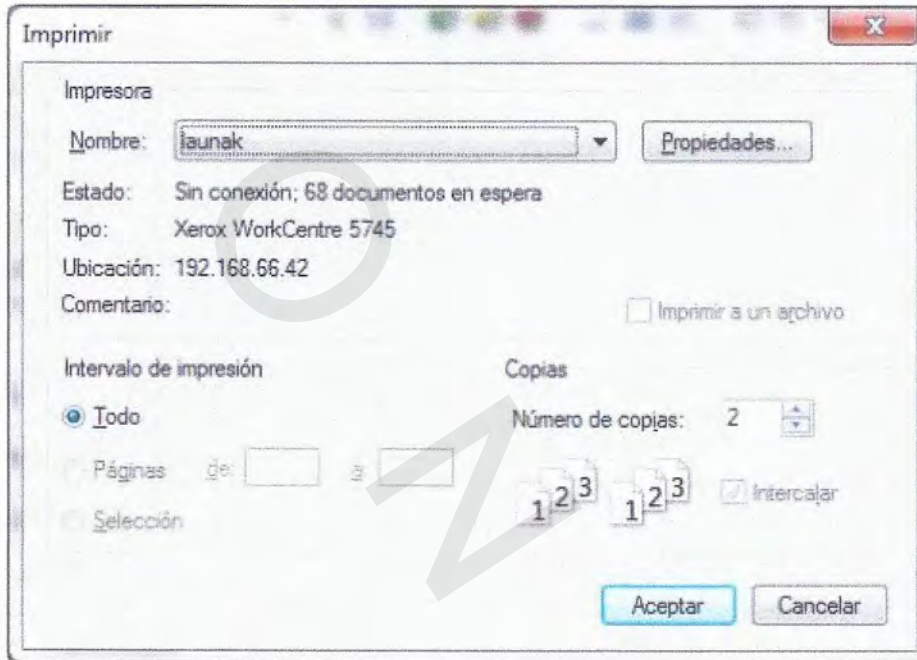 Imprimir
Impresora
Nombre: launak Propiedades...
Estado: Sin conexión; 68 documentos en espera
Tipo: Xerox WorkCentre 5745
Ubicación: 192.168.66.42
Comentario:
Imprimir a un archivo
Intervalo de impresión Copias
Todo Número de copias: 2
Páginas de: a:
1 2 3 1 2 3 Intercalar
Selección
Aceptar Cancelar